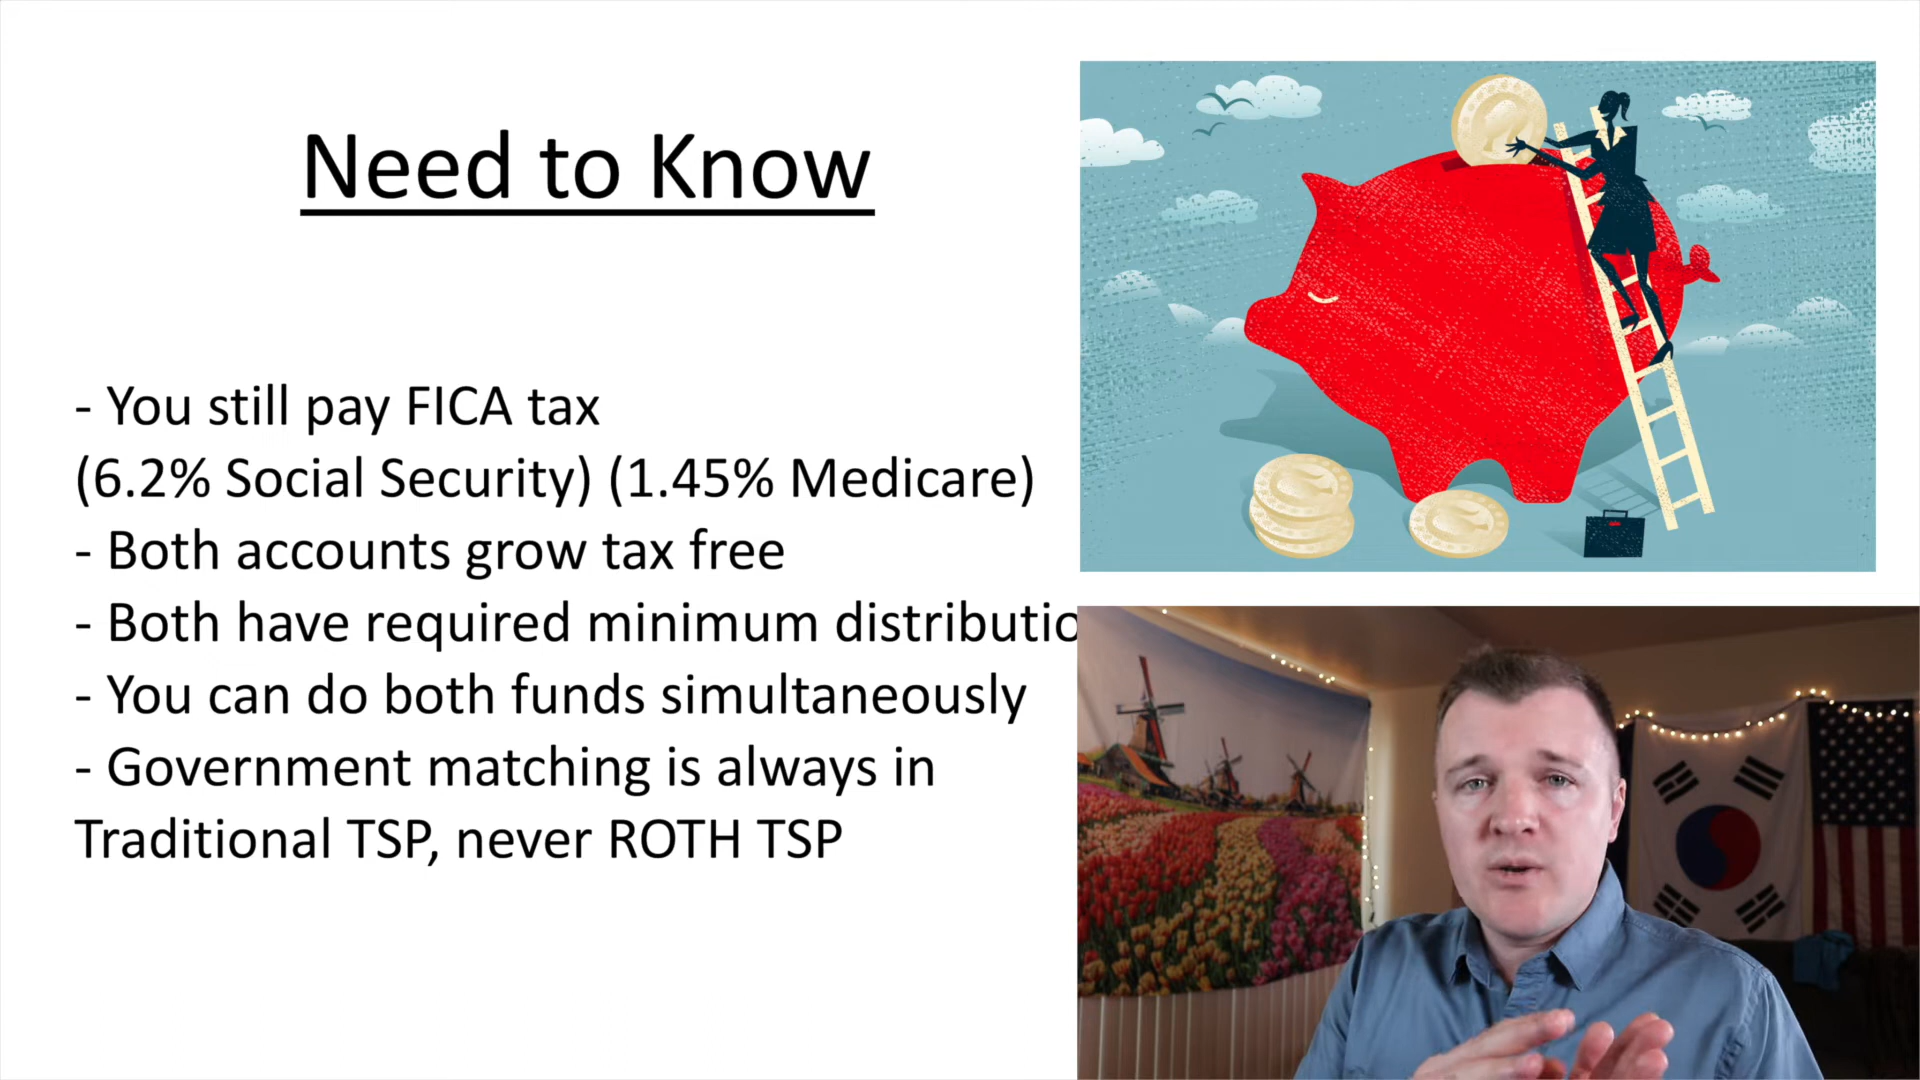 Need to Know
- You still pay FICA tax
(6.2% Social Security) (1.45% Medicare)
- Both accounts grow tax free
- Both have required minimum distributio
- You can do both funds simultaneously
- Government matching is always in
Traditional TSP, never ROTH TSP